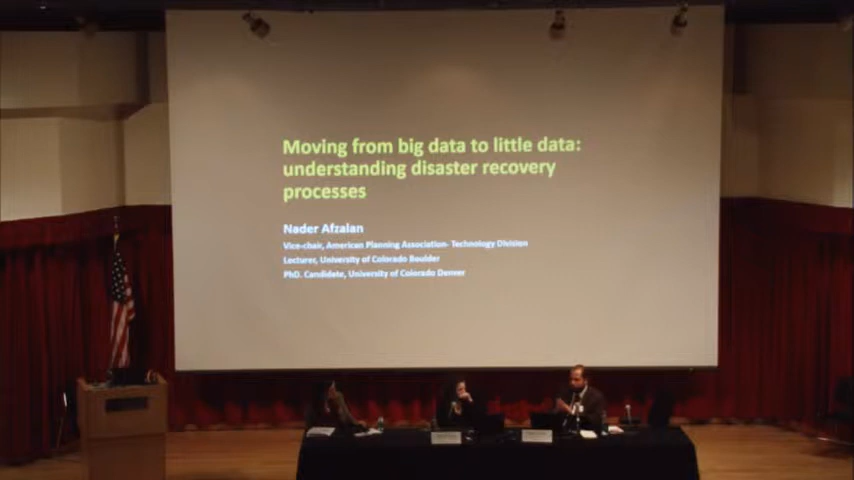 Moving from big data to little data:
understanding disaster recovery
processes
Nader Afzalan
Vice-chair, American Planning Association- Technology Division
Lecturer, University of Colorado Boulder
PhD. Candidate, University of Colorado Denver